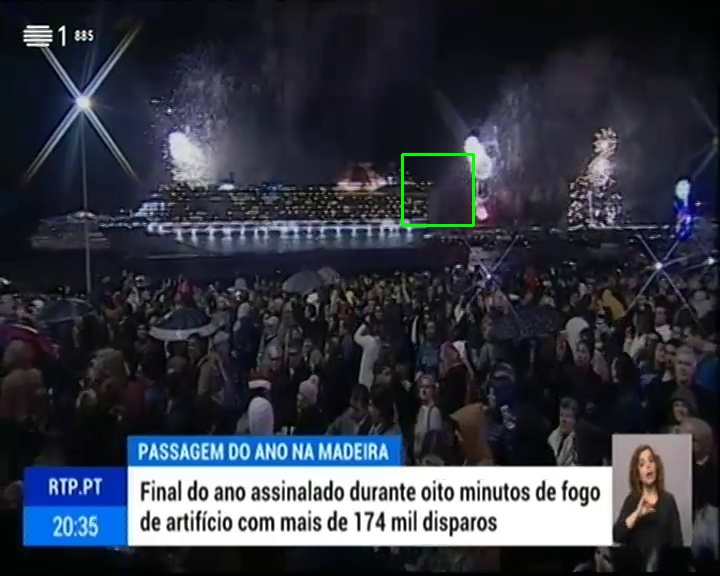 1 885
PASSAGEM DO ANO NA MADEIRA
RTP.PT
20:35
Final do ano assinalado durante oito minutos de fogo
de artifício com mais de 174 mil disparos